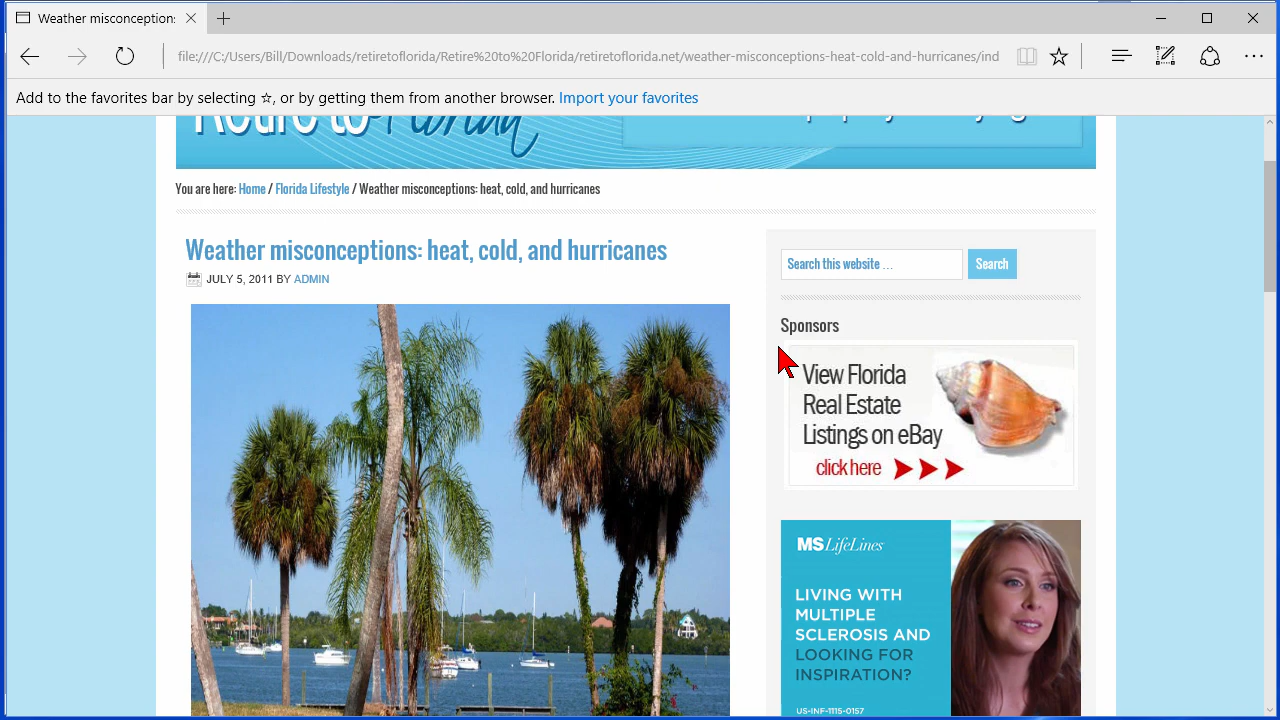 Weather misconception:
file:///C:/Users/Bill/Downloads/retiretoflorida/Retire%20to%20Florida/retiretoflorida.net/weather-misconceptions-heat-cold-and-hurricanes/ind
Add to the favorites bar by selecting ☆, or by getting them from another browser. Import your favorites
Retire to Florida
You are here: Home / Florida Lifestyle / Weather misconceptions: heat, cold, and hurricanes
Weather misconceptions: heat, cold, and hurricanes
JULY 5, 2011 BY ADMIN
Search this website …
Search
Sponsors
View Florida
Real Estate
Listings on eBay
click here
MS LifeLines
LIVING WITH
MULTIPLE
SCLEROSIS AND
LOOKING FOR
INSPIRATION?
US-INF-1115-0157